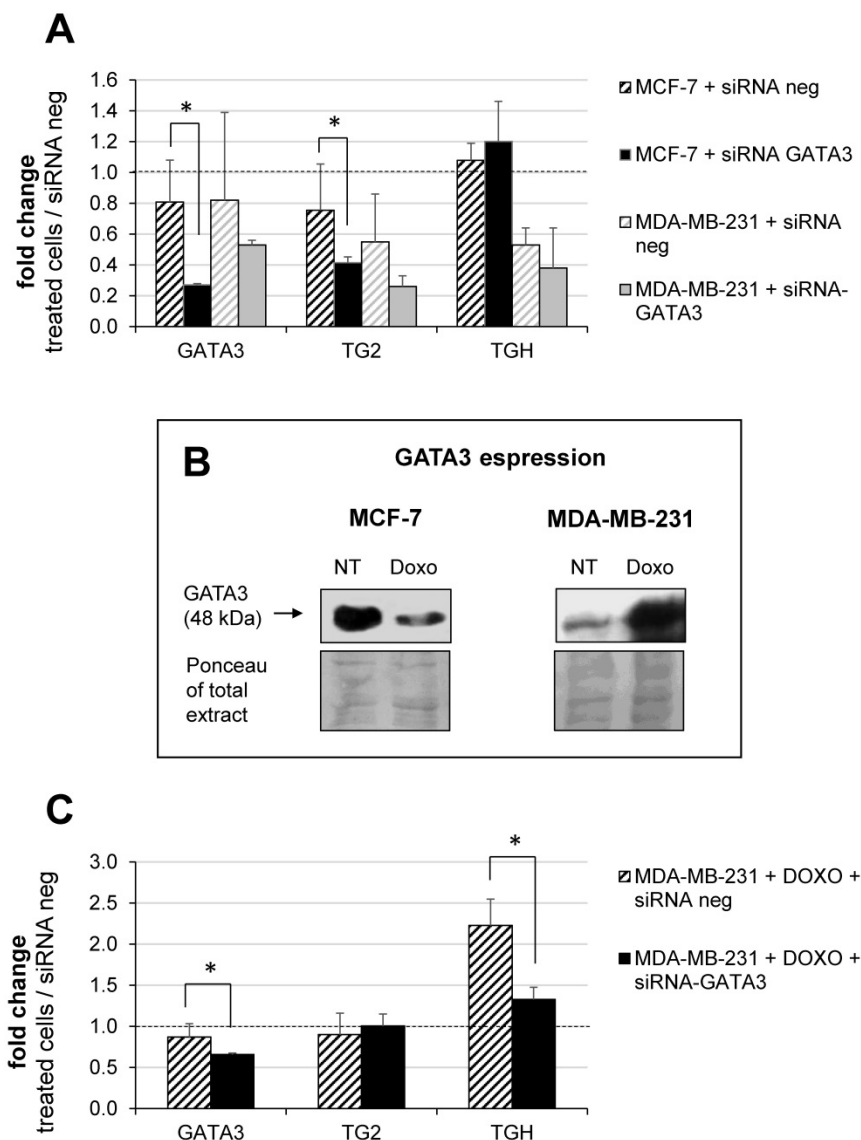 A
fold change
treated cells / siRNA neg
1.6
1.4
1.2
1.0
0.8
0.6
0.4
0.2
0.0
*
*
GATA3
TG2
TGH
MCF-7 + siRNA neg
MCF-7 + siRNA GATA3
MDA-MB-231 + siRNA
neg
MDA-MB-231 + siRNA-
GATA3
B
GATA3 espression
MCF-7
MDA-MB-231
NT Doxo
NT Doxo
GATA3
(48 kDa)
Ponceau
of total
extract
C
fold change
treated cells / siRNA neg
3.0
2.5
2.0
1.5
1.0
0.5
0.0
*
*
GATA3
TG2
TGH
MDA-MB-231 + DOXO +
siRNA neg
MDA-MB-231 + DOXO +
siRNA-GATA3